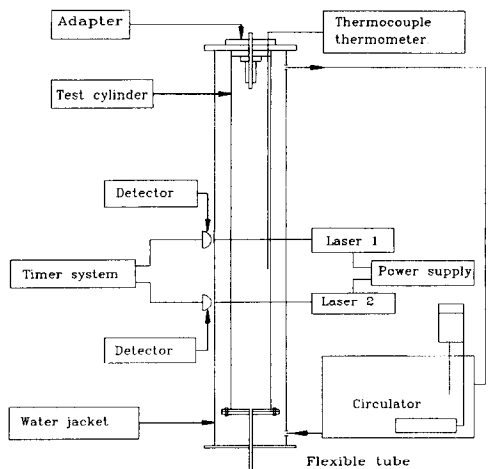 Adapter
Thermocouple
thermometer.
Test cylinder
Detector
Laser 1
Timer system
Power supply
Laser 2
Detector
Circulator
Water jacket
Flexible tube